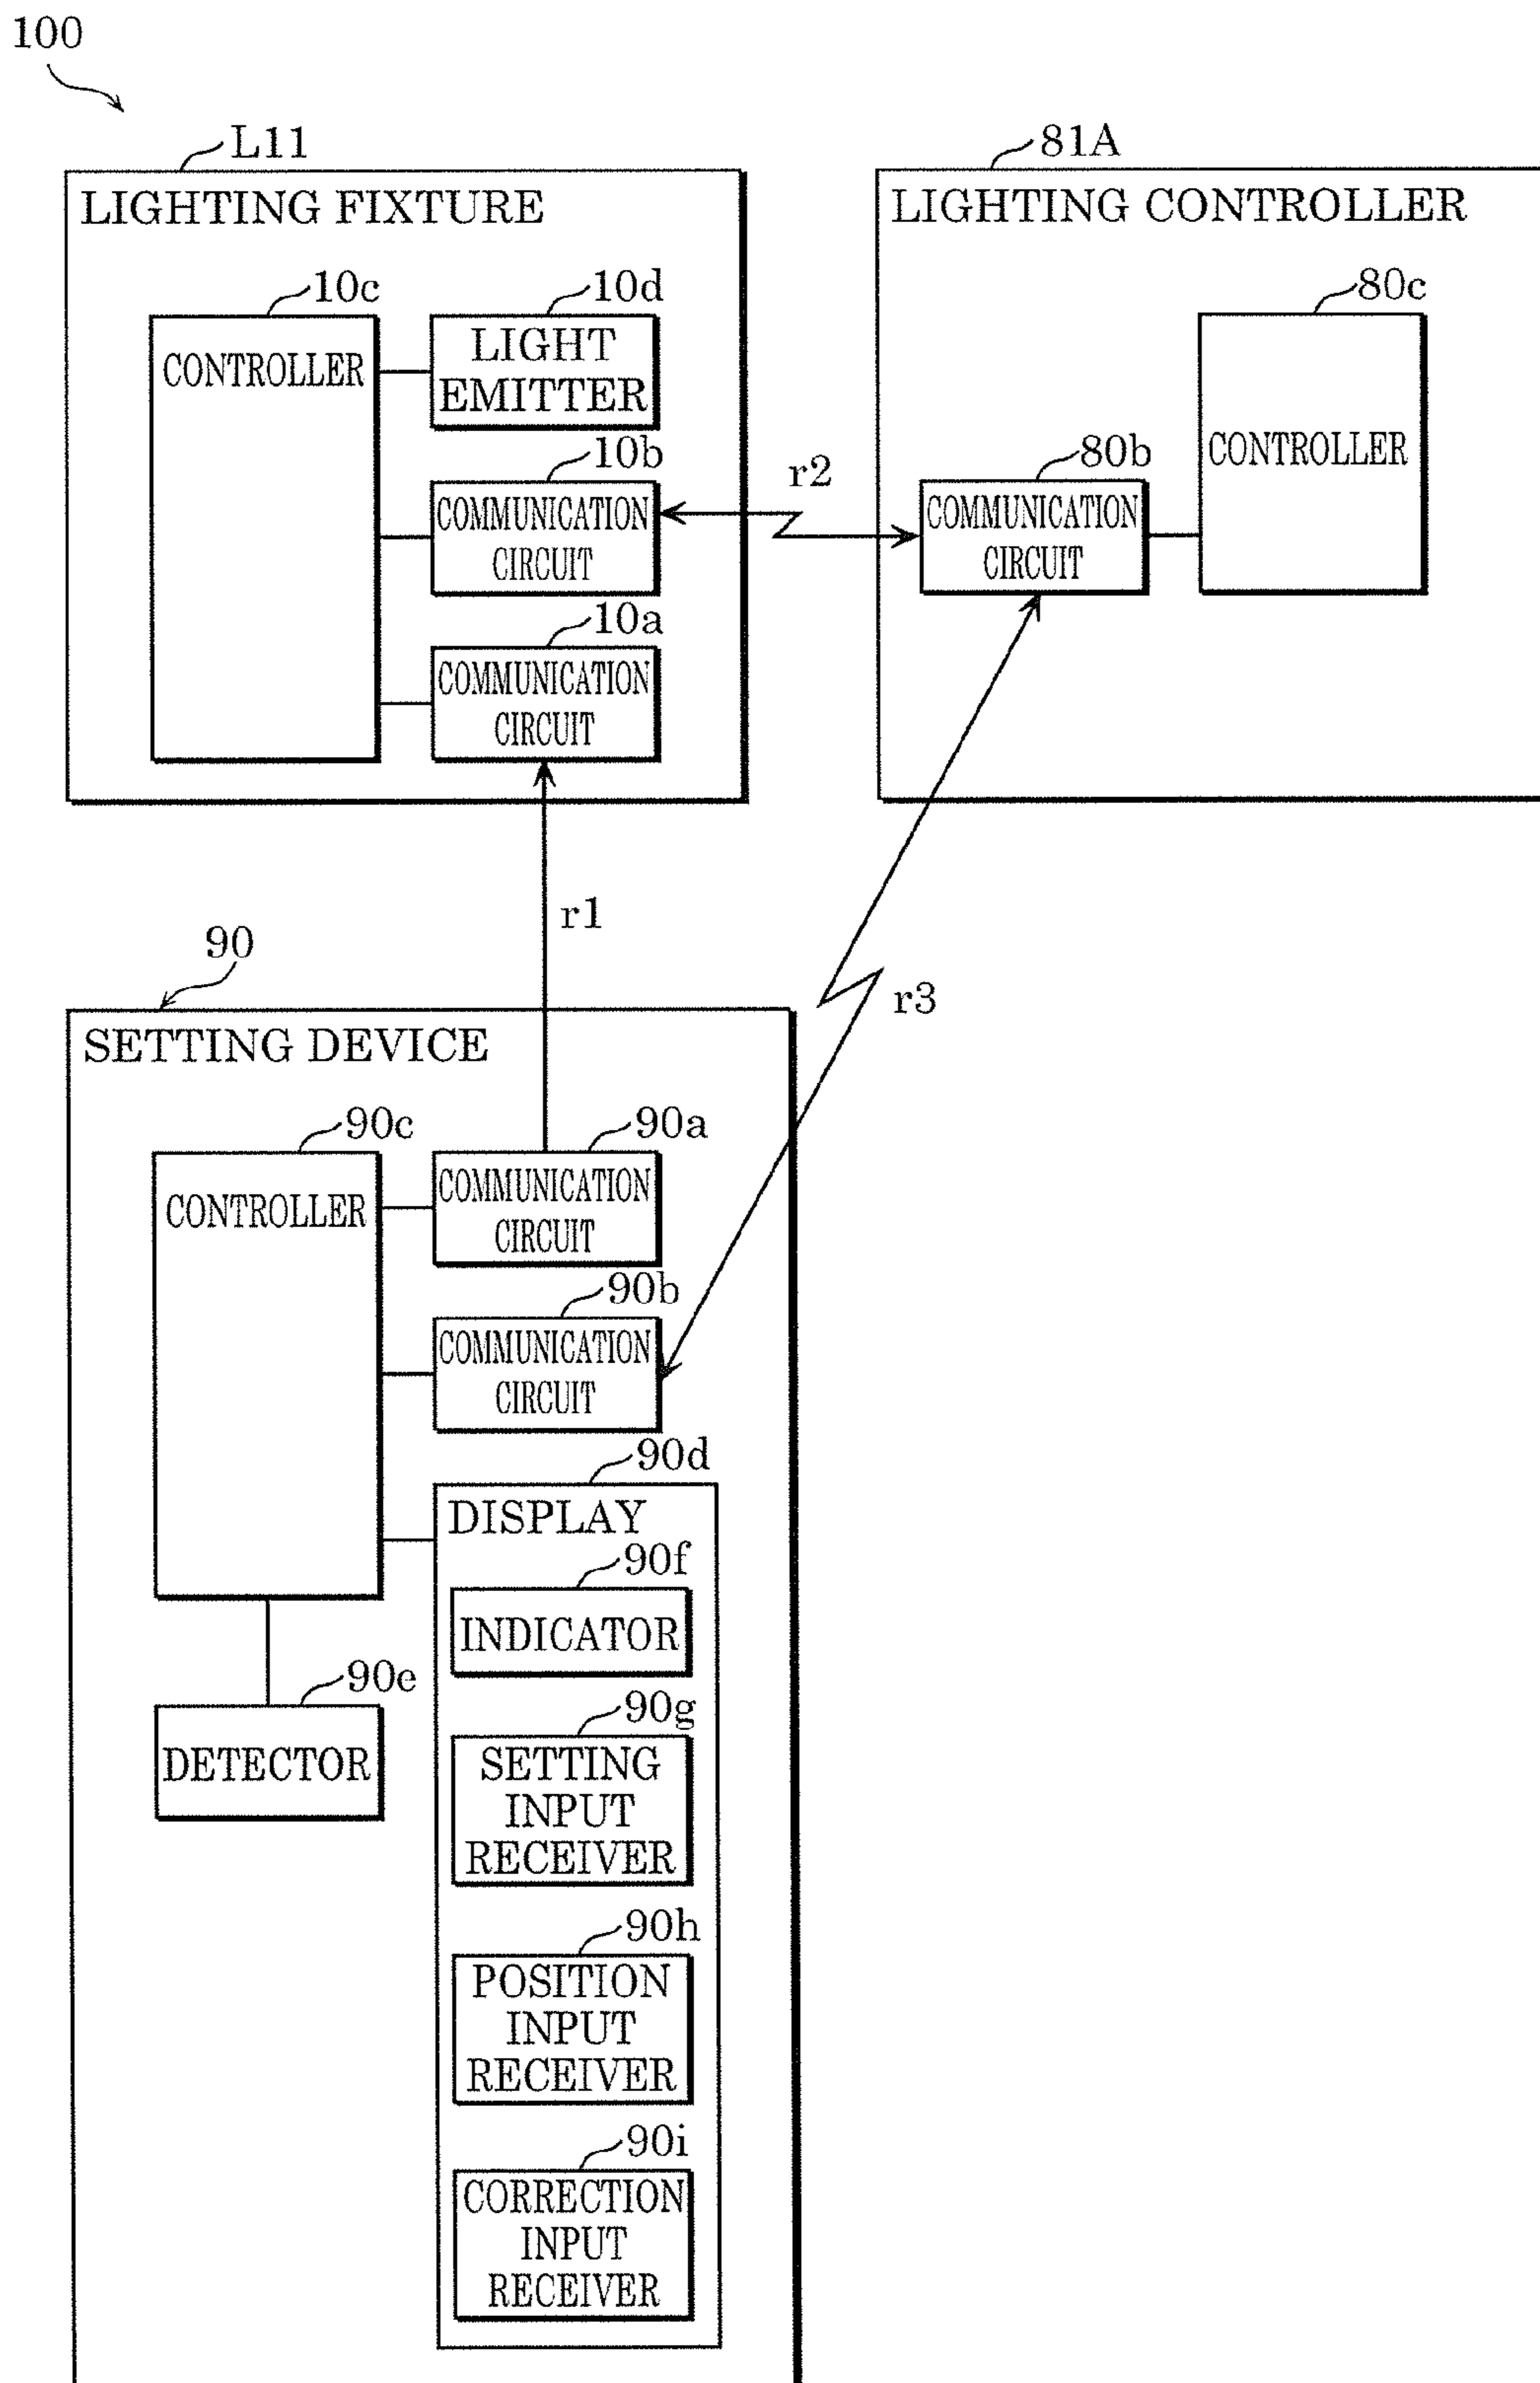 100
L11
LIGHTING FIXTURE
10c
CONTROLLER
10d
LIGHT
EMITTER
10b
COMMUNICATION
CIRCUIT
10a
COMMUNICATION
CIRCUIT
r2
81A
LIGHTING CONTROLLER
80c
CONTROLLER
80b
COMMUNICATION
CIRCUIT
r1
r3
90
SETTING DEVICE
90c
CONTROLLER
90a
COMMUNICATION
CIRCUIT
90b
COMMUNICATION
CIRCUIT
90d
DISPLAY
90f
INDICATOR
90e
DETECTOR
90g
SETTING
INPUT
RECEIVER
90h
POSITION
INPUT
RECEIVER
90i
CORRECTION
INPUT
RECEIVER